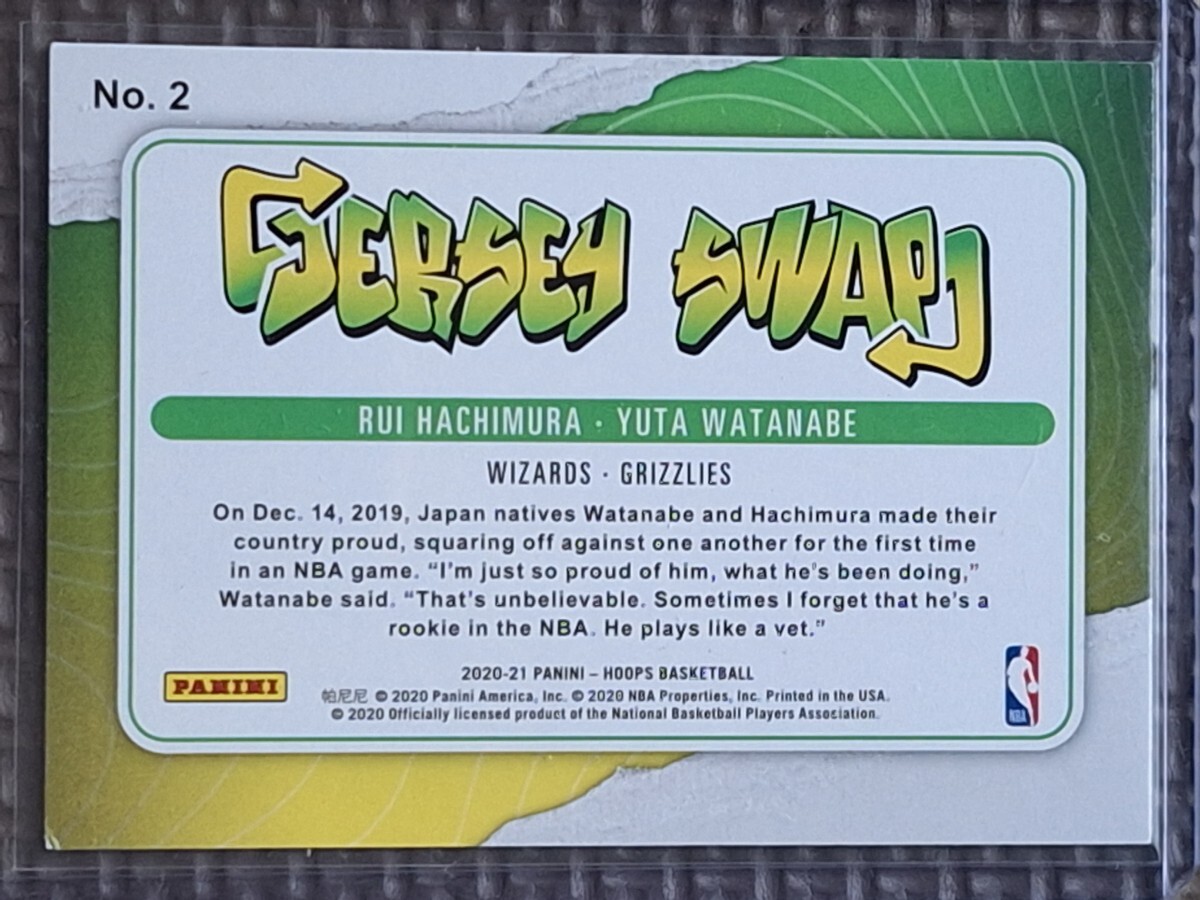 No. 2
JERSEY SWAP
RUI HACHIMURA · YUTA WATANABE
WIZARDS · GRIZZLIES
On Dec. 14, 2019, Japan natives Watanabe and Hachimura made their
country proud, squaring off against one another for the first time
in an NBA game. “I'm just so proud of him, what he's been doing,”
Watanabe said. “That's unbelievable. Sometimes I forget that he's a
rookie in the NBA. He plays like a vet.”
2020-21 PANINI – HOOPS BASKETBALL
PANINI
帕尼尼 © 2020 Panini America, Inc. © 2020 NBA Properties, Inc. Printed in the USA.
© 2020 Officially licensed product of the National Basketball Players Association.
NBA